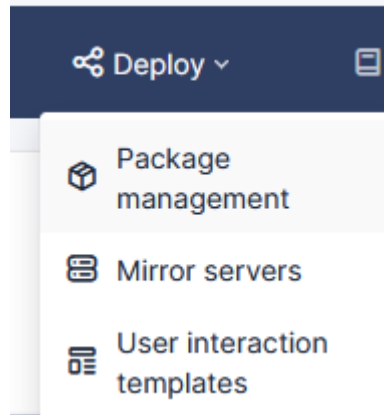 Deploy
Package
management
Mirror servers
User interaction
templates